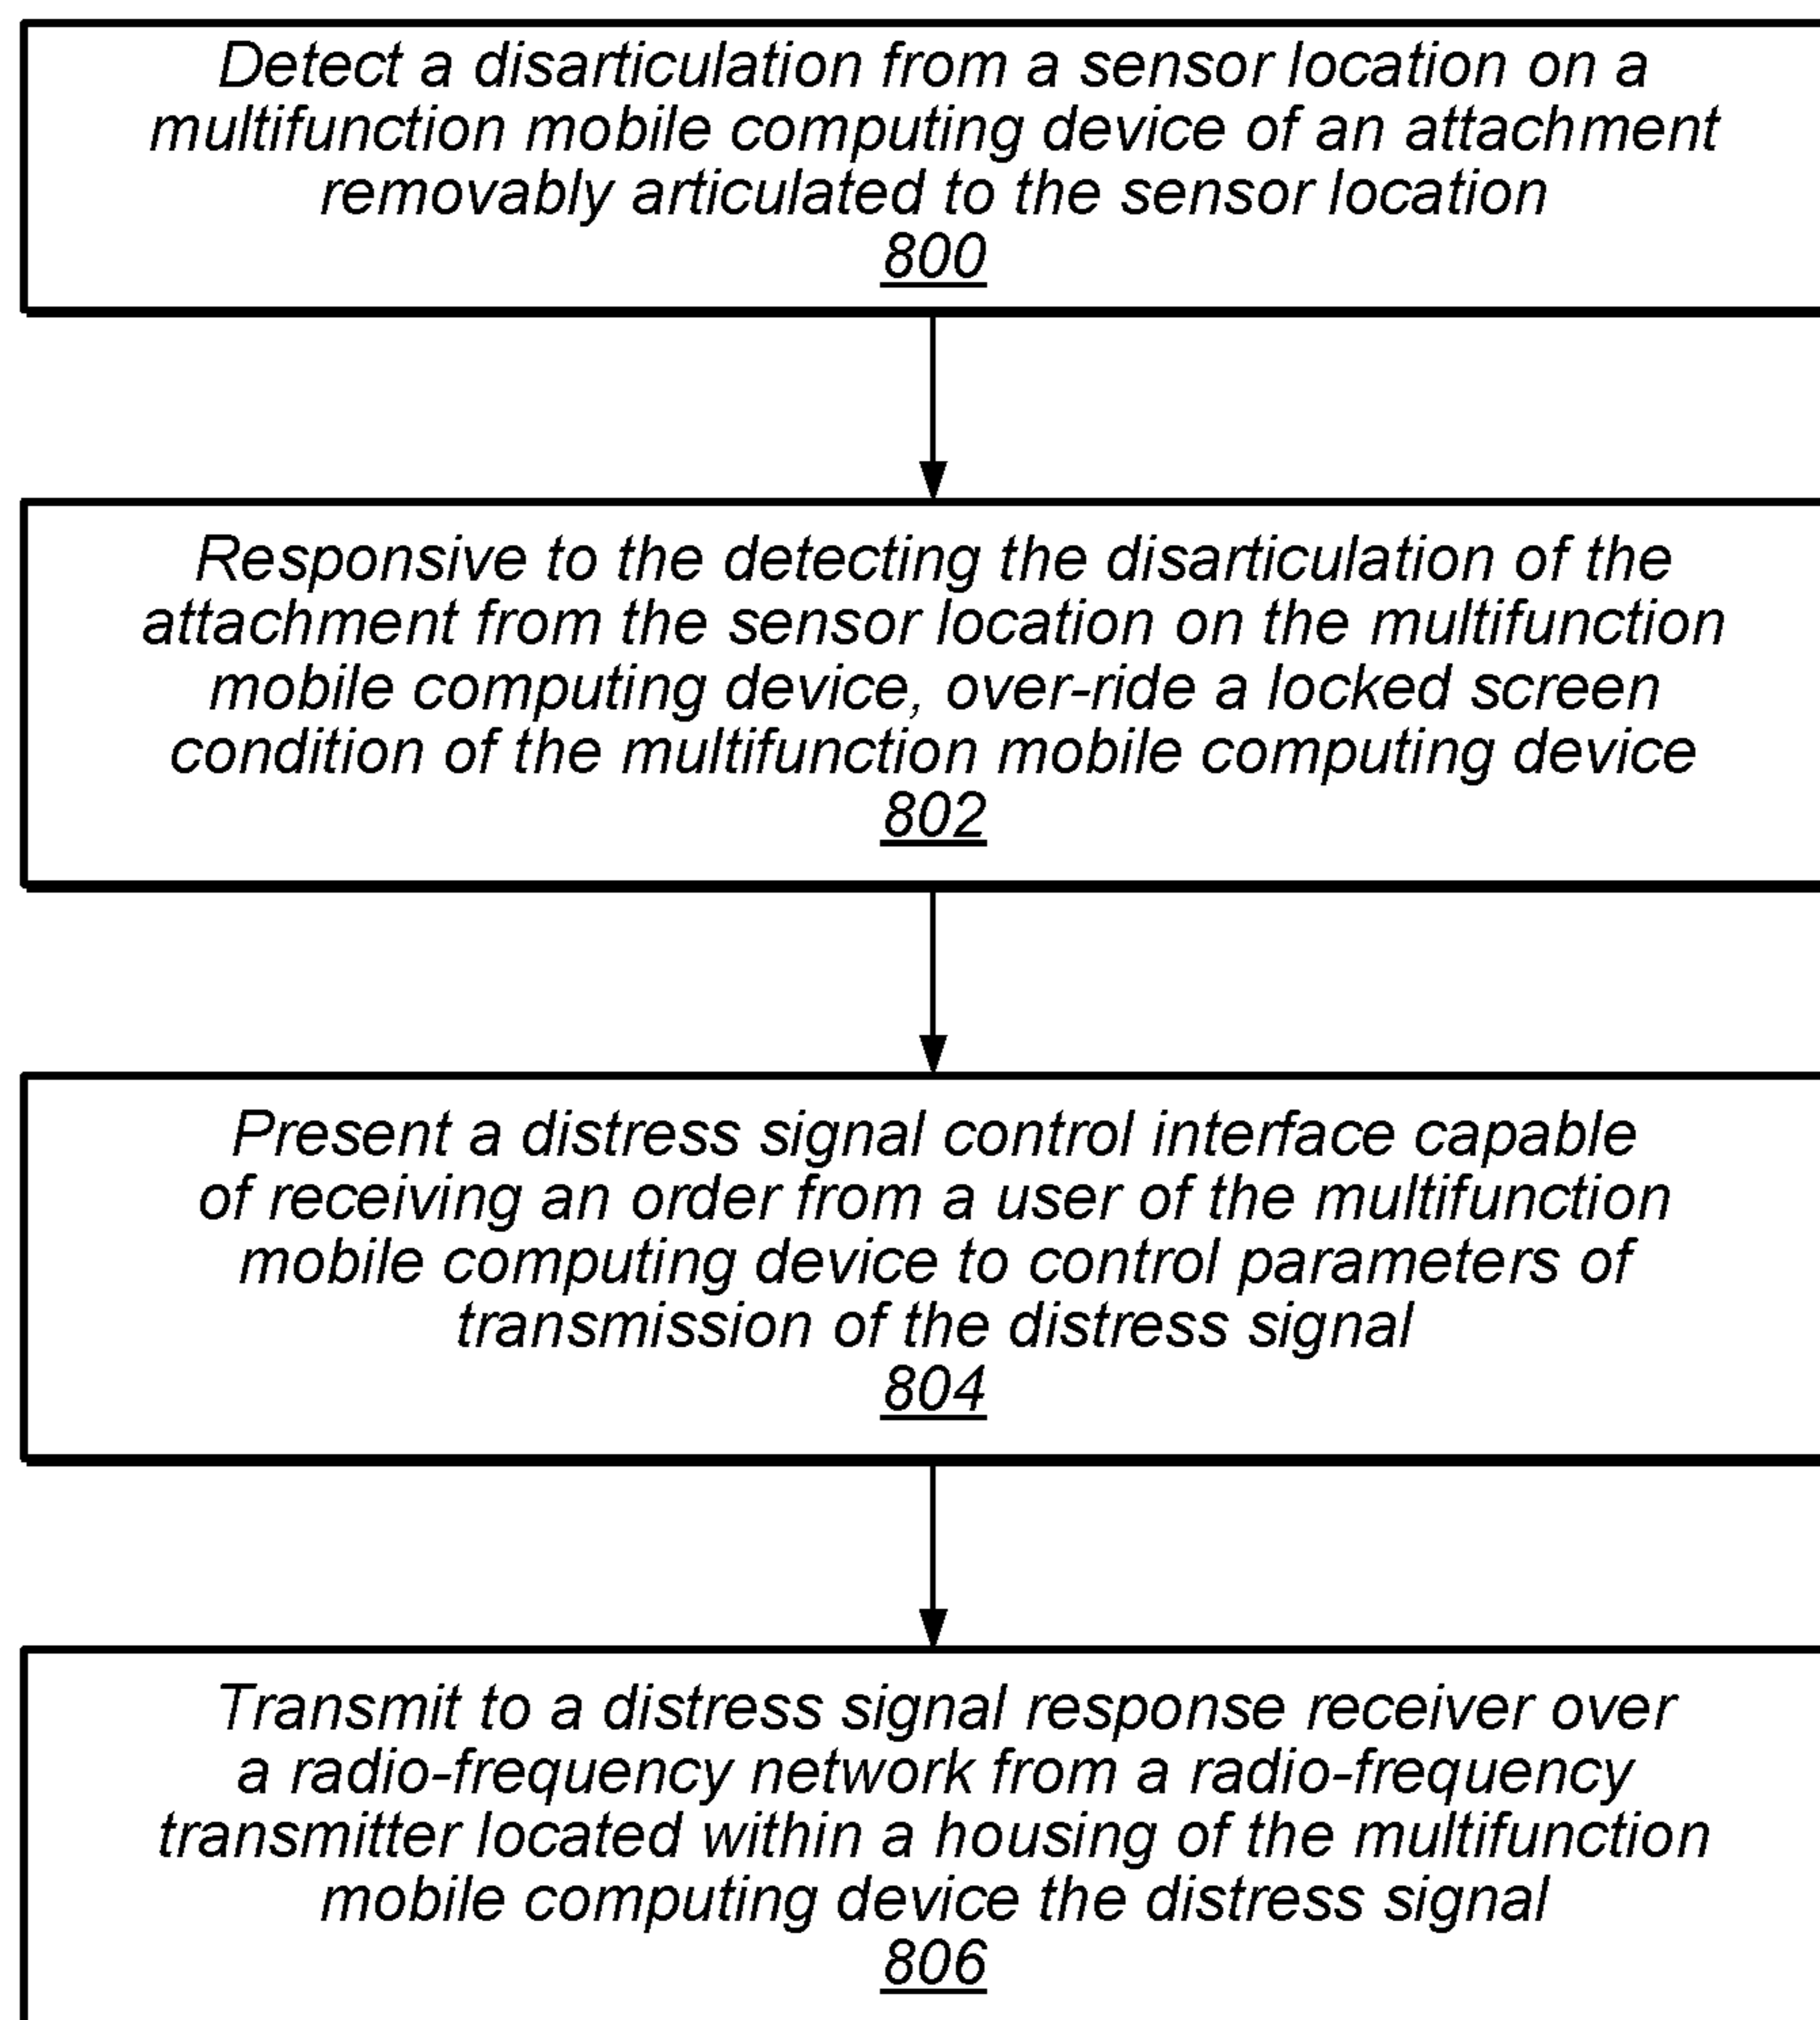 Detect a disarticulation from a sensor location on a
multifunction mobile computing device of an attachment
removably articulated to the sensor location
800
Responsive to the detecting the disarticulation of the
attachment from the sensor location on the multifunction
mobile computing device, over-ride a locked screen
condition of the multifunction mobile computing device
802
Present a distress signal control interface capable
of receiving an order from a user of the multifunction
mobile computing device to control parameters of
transmission of the distress signal
804
Transmit to a distress signal response receiver over
a radio-frequency network from a radio-frequency
transmitter located within a housing of the multifunction
mobile computing device the distress signal
806